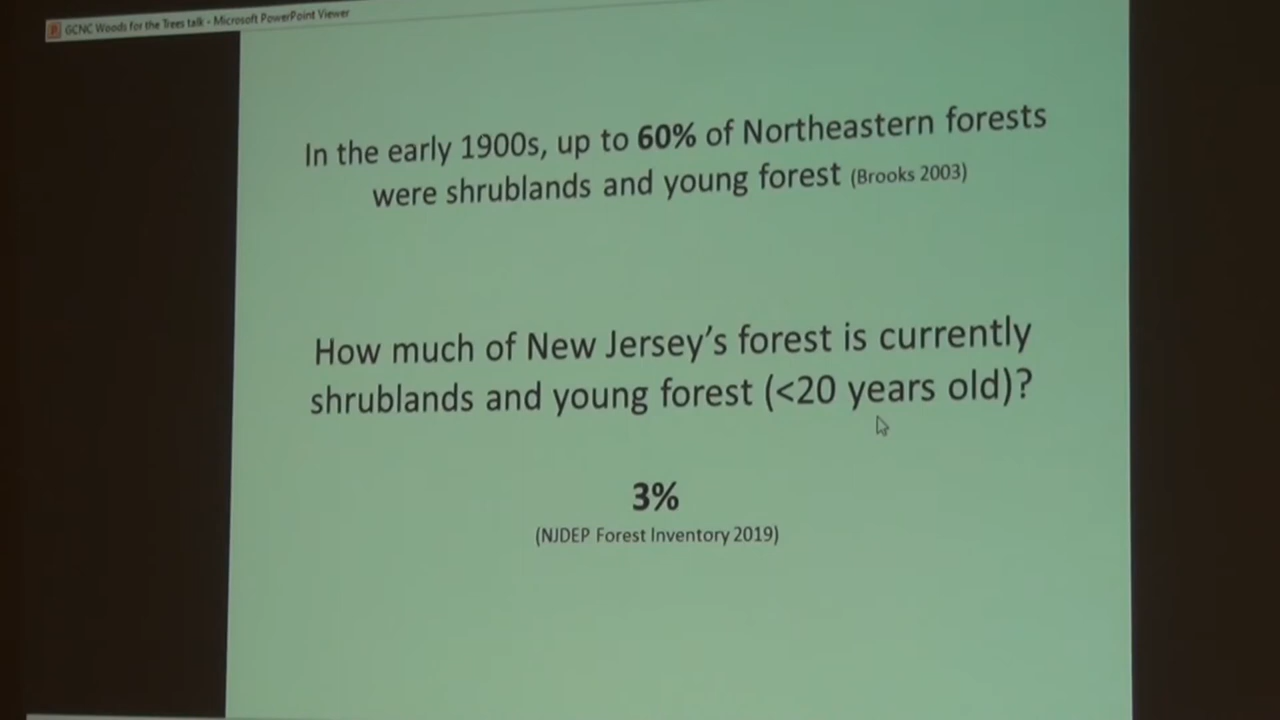 GCNC Woods for the Trees talk - Microsoft PowerPoint Viewer
In the early 1900s, up to 60% of Northeastern forests
were shrublands and young forest (Brooks 2003)
How much of New Jersey's forest is currently
shrublands and young forest (<20 years old)?
3%
(NJDEP Forest Inventory 2019)